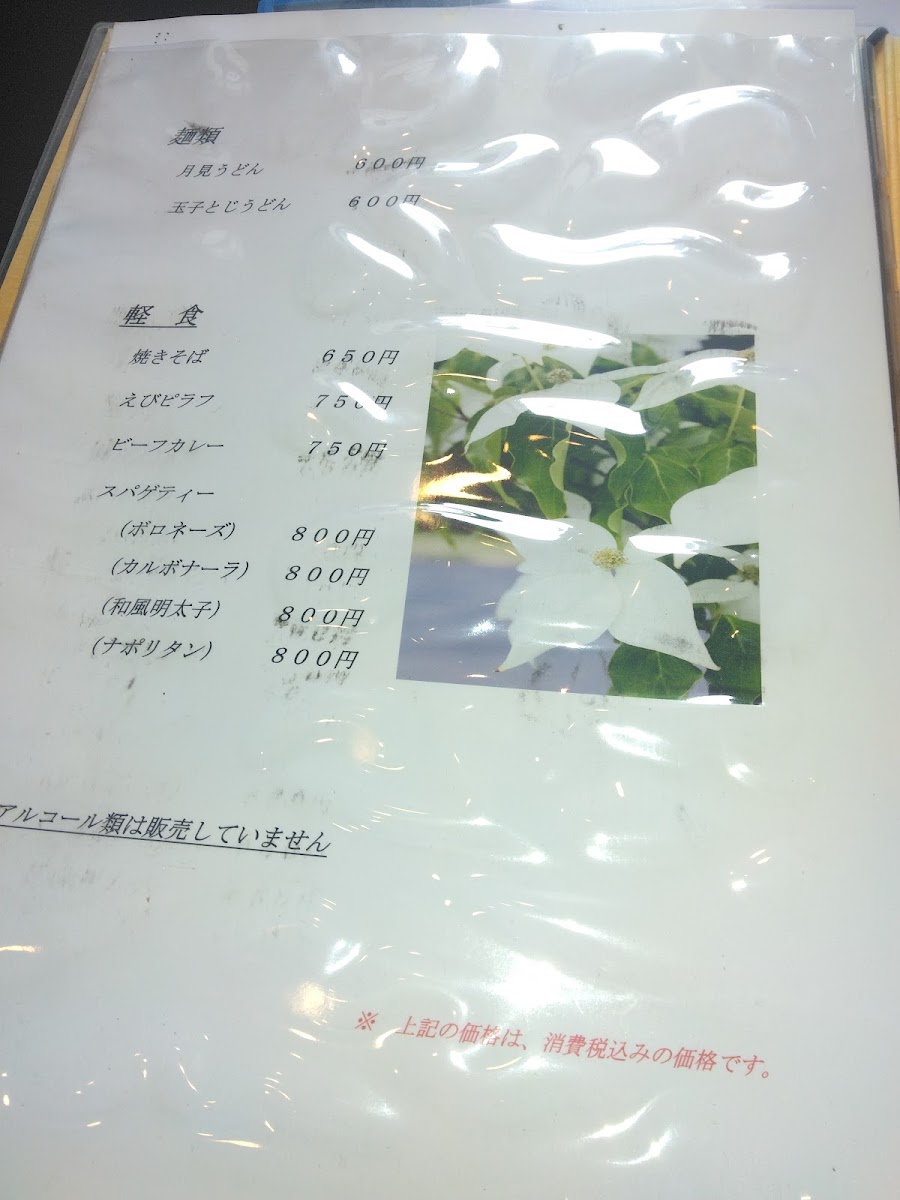 麺類
月見うどん ６００円
玉子とじうどん ６００円
軽　食
焼きそば ６５０円
えびピラフ ７５０円
ビーフカレー ７５０円
スパゲティー
（ボロネーズ） ８００円
（カルボナーラ） ８００円
（和風明太子） ８００円
（ナポリタン） ８００円
アルコール類は販売していません
※　上記の価格は、消費税込みの価格です。